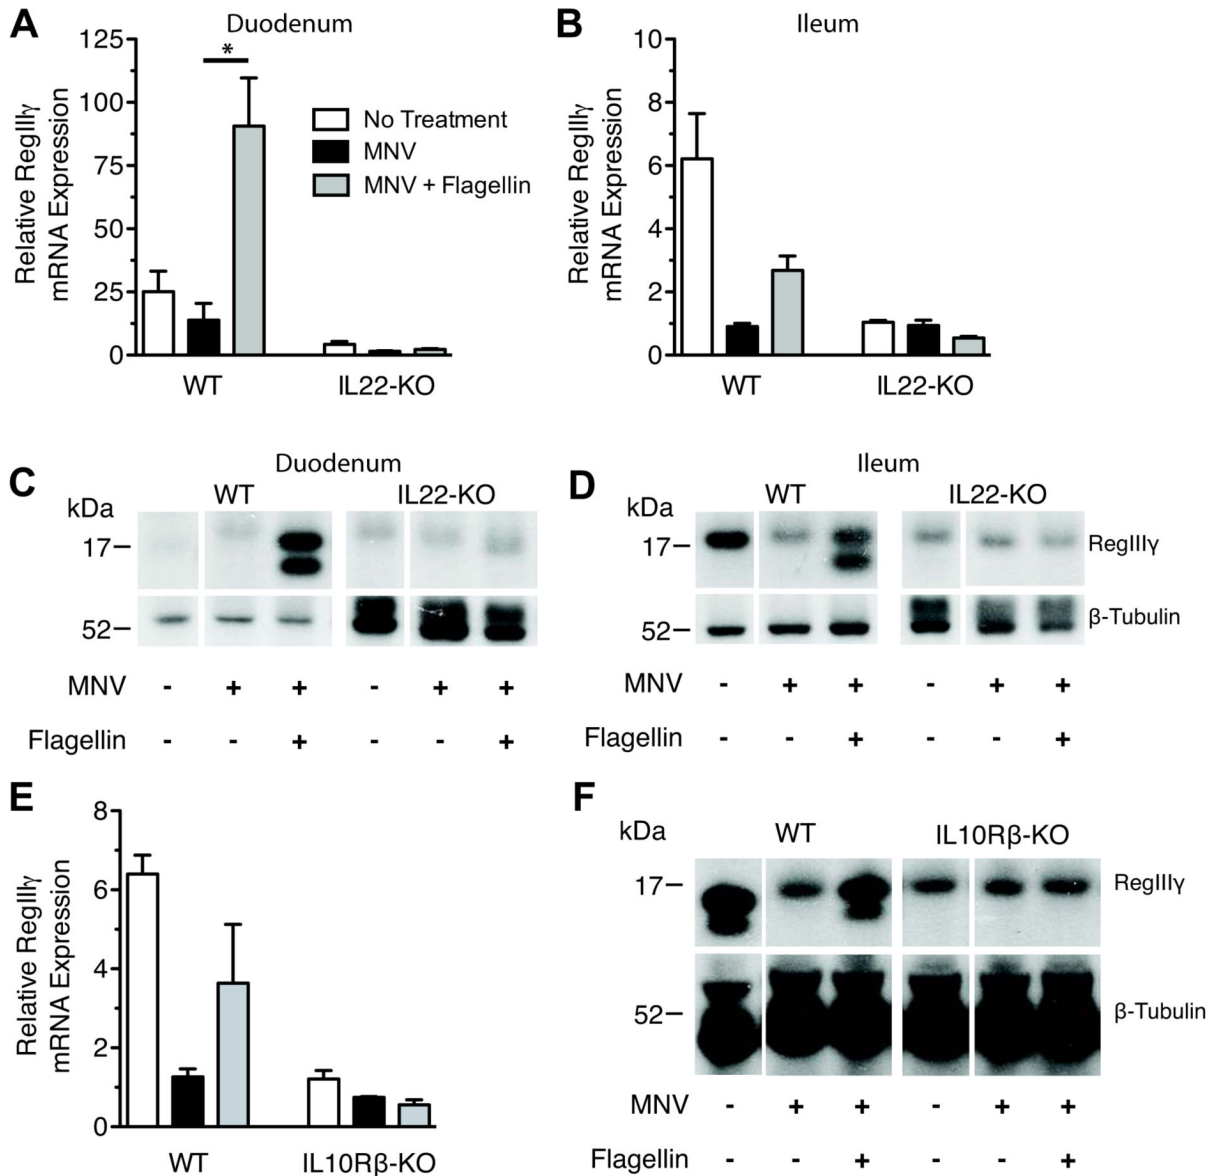 A
Duodenum
Relative RegIIIγ
mRNA Expression
125
100
75
50
25
0
*
No Treatment
MNV
MNV + Flagellin
WT
IL22-KO
B
Ileum
Relative RegIIIγ
mRNA Expression
10
8
6
4
2
0
WT
IL22-KO
C
Duodenum
WT
IL22-KO
kDa
17
52
MNV - + + - + +
Flagellin - - + - - +
D
Ileum
WT
IL22-KO
kDa
17
RegIIIγ
52
β-Tubulin
MNV - + + - + +
Flagellin - - + - - +
E
Relative RegIIIγ
mRNA Expression
8
6
4
2
0
WT
IL10Rβ-KO
F
kDa
WT
IL10Rβ-KO
17
RegIIIγ
52
β-Tubulin
MNV - + + - + +
Flagellin - - + - - +